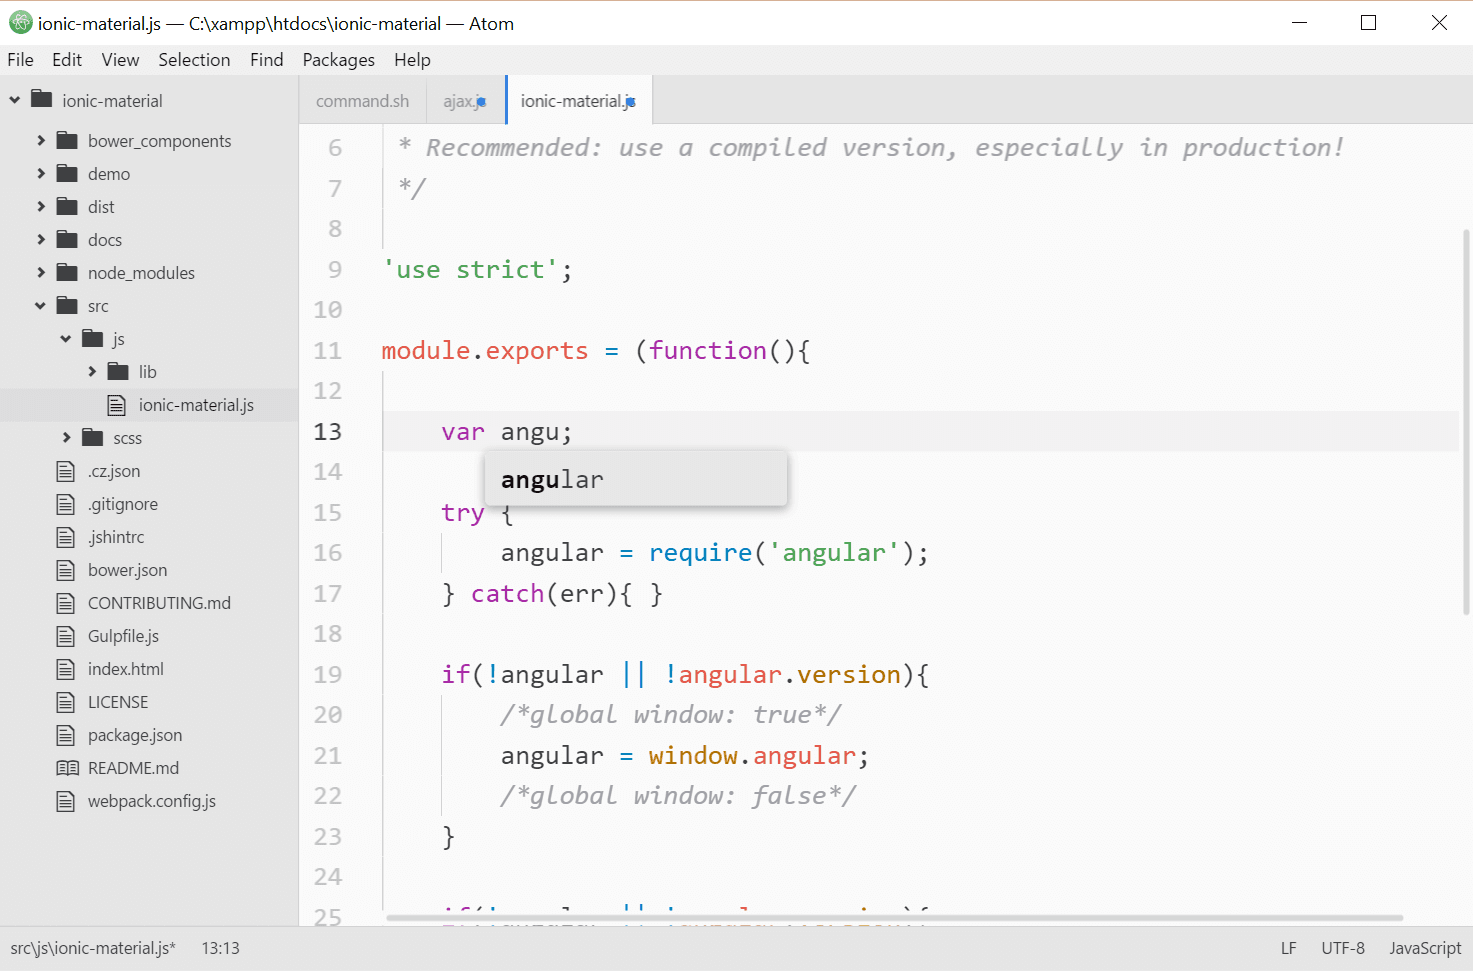 ionic-material.js — C:\xampp\htdocs\ionic-material — Atom
File Edit View Selection Find Packages Help
ionic-material
bower_components
demo
dist
docs
node_modules
src
js
lib
ionic-material.js
scss
.cz.json
.gitignore
.jshintrc
bower.json
CONTRIBUTING.md
Gulpfile.js
index.html
LICENSE
package.json
README.md
webpack.config.js
command.sh ajax.js ionic-material.js
6 * Recommended: use a compiled version, especially in production!
7 */
8
9 'use strict';
10
11 module.exports = (function(){
12
13 var angu;
angular
14
15 try {
16 angular = require('angular');
17 } catch(err){ }
18
19 if(!angular || !angular.version){
20 /*global window: true*/
21 angular = window.angular;
22 /*global window: false*/
23 }
24
25
src\js\ionic-material.js* 13:13 LF UTF-8 JavaScript